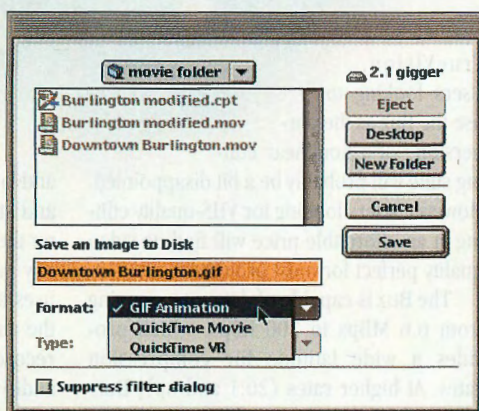 movie folder
2.1 gigger
Burlington modified.cpt
Burlington modified.mov
Downtown Burlington.mov
Eject
Desktop
New Folder
Cancel
Save
Save an Image to Disk
Downtown Burlington.gif
Format:
✓ GIF Animation
QuickTime Movie
QuickTime VR
Type:
Suppress filter dialog